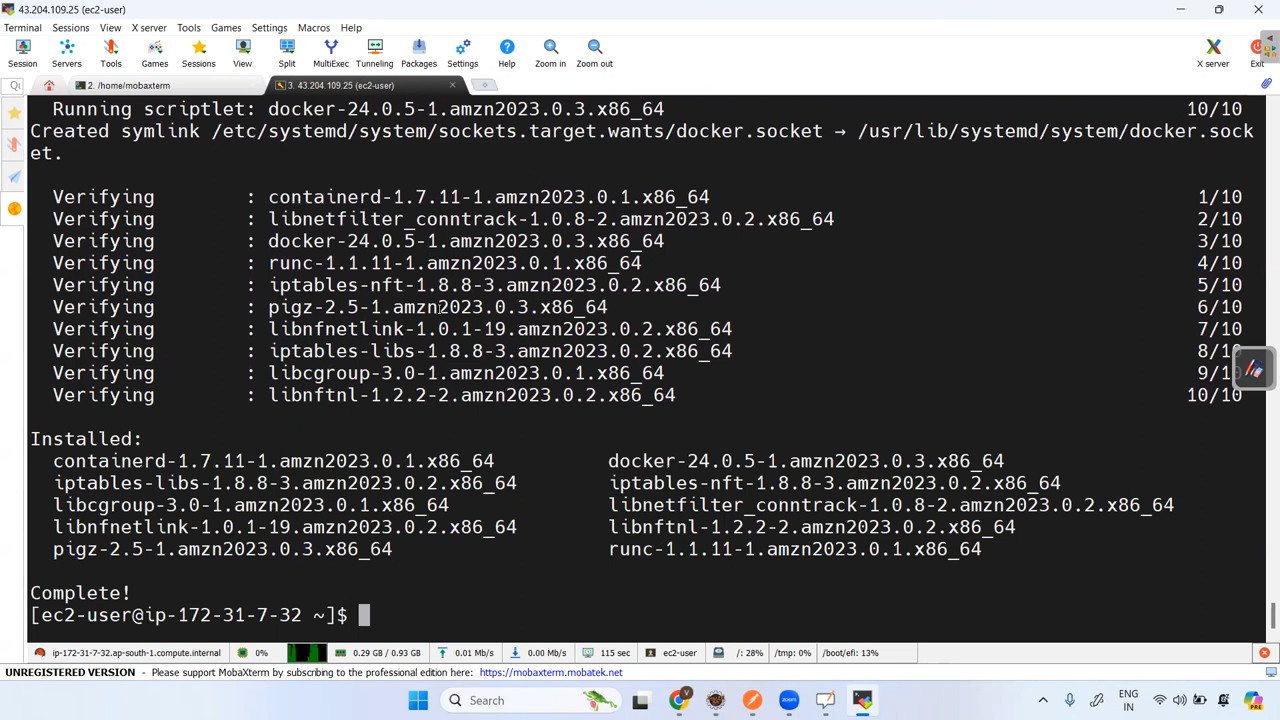 43.204.109.25 (ec2-user)
Terminal Sessions View X server Tools Games Settings Macros Help
Session Servers Tools Games Sessions View Split MultiExec Tunneling Packages Settings Help Zoom in Zoom out X server Exit
2. /home/mobaxterm 3. 43.204.109.25 (ec2-user)
Running scriptlet: docker-24.0.5-1.amzn2023.0.3.x86_64 10/10
Created symlink /etc/systemd/system/sockets.target.wants/docker.socket → /usr/lib/systemd/system/docker.sock
et.
Verifying : containerd-1.7.11-1.amzn2023.0.1.x86_64 1/10
Verifying : libnetfilter_conntrack-1.0.8-2.amzn2023.0.2.x86_64 2/10
Verifying : docker-24.0.5-1.amzn2023.0.3.x86_64 3/10
Verifying : runc-1.1.11-1.amzn2023.0.1.x86_64 4/10
Verifying : iptables-nft-1.8.8-3.amzn2023.0.2.x86_64 5/10
Verifying : pigz-2.5-1.amzn2023.0.3.x86_64 6/10
Verifying : libnfnetlink-1.0.1-19.amzn2023.0.2.x86_64 7/10
Verifying : iptables-libs-1.8.8-3.amzn2023.0.2.x86_64 8/10
Verifying : libcgroup-3.0-1.amzn2023.0.1.x86_64 9/10
Verifying : libnftnl-1.2.2-2.amzn2023.0.2.x86_64 10/10
Installed:
containerd-1.7.11-1.amzn2023.0.1.x86_64 docker-24.0.5-1.amzn2023.0.3.x86_64
iptables-libs-1.8.8-3.amzn2023.0.2.x86_64 iptables-nft-1.8.8-3.amzn2023.0.2.x86_64
libcgroup-3.0-1.amzn2023.0.1.x86_64 libnetfilter_conntrack-1.0.8-2.amzn2023.0.2.x86_64
libnfnetlink-1.0.1-19.amzn2023.0.2.x86_64 libnftnl-1.2.2-2.amzn2023.0.2.x86_64
pigz-2.5-1.amzn2023.0.3.x86_64 runc-1.1.11-1.amzn2023.0.1.x86_64
Complete!
[ec2-user@ip-172-31-7-32 ~]$
ip-172-31-7-32.ap-south-1.compute.internal 0% 0.29 GB / 0.93 GB 0.01 Mb/s 0.00 Mb/s 115 sec ec2-user /: 28% /tmp: 0% /boot/efi: 13%
UNREGISTERED VERSION - Please support MobaXterm by subscribing to the professional edition here: https://mobaxterm.mobatek.net
Search zoom ENG
IN PRE